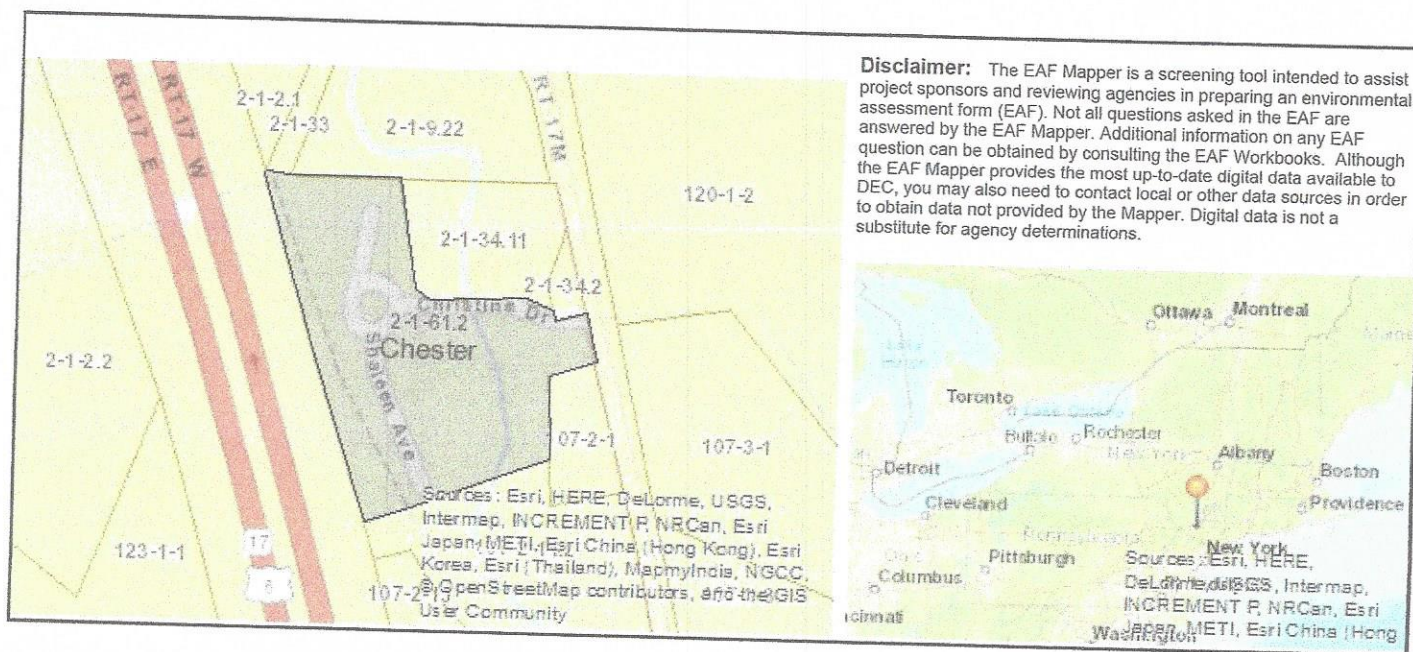 Disclaimer: The EAF Mapper is a screening tool intended to assist
project sponsors and reviewing agencies in preparing an environmental
assessment form (EAF). Not all questions asked in the EAF are
answered by the EAF Mapper. Additional information on any EAF
question can be obtained by consulting the EAF Workbooks. Although
the EAF Mapper provides the most up-to-date digital data available to
DEC, you may also need to contact local or other data sources in order
to obtain data not provided by the Mapper. Digital data is not a
substitute for agency determinations.
RT 17 E
RT 17 W
2-1-2.1
2-1-33
2-1-9.22
RT 17M
120-1-2
2-1-34.11
2-1-34.2
Christine Dr
2-1-61.2
Chester
Shaleen Ave
2-1-2.2
07-2-1
107-3-1
123-1-1
17
6
Sources: Esri, HERE, DeLorme, USGS,
Intermap, INCREMENT P, NRCan, Esri
Japan, METI, Esri China (Hong Kong), Esri
Korea, Esri (Thailand), MapmyIndia, NGCC,
© OpenStreetMap contributors, and the GIS
User Community
Ottawa
Montreal
Toronto
Buffalo
Rochester
New York
Albany
Detroit
Boston
Cleveland
Providence
Pennsylvania
Pittsburgh
New York
Columbus
cinnati
Washington
Sources: Esri, HERE,
DeLorme, USGS, Intermap,
INCREMENT P, NRCan, Esri
Japan, METI, Esri China (Hong